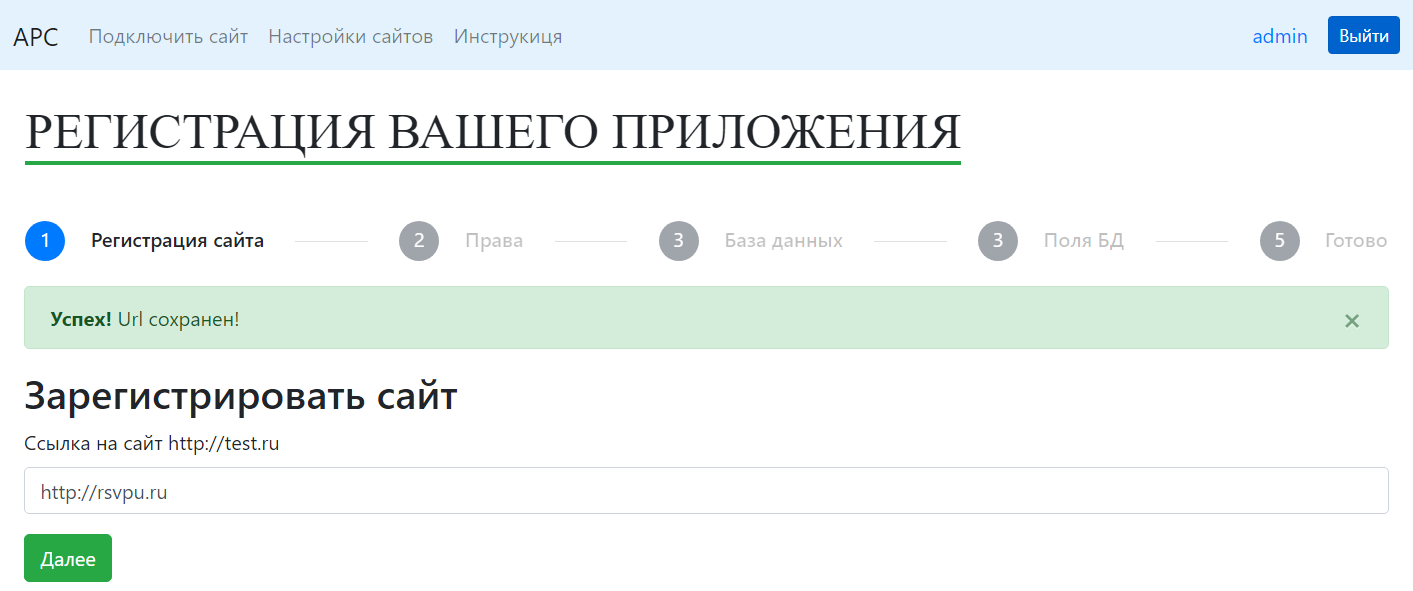 АРС Подключить сайт Настройки сайтов Инструкиця admin Выйти
РЕГИСТРАЦИЯ ВАШЕГО ПРИЛОЖЕНИЯ
1 Регистрация сайта 2 Права 3 База данных 3 Поля БД 5 Готово
Успех! Url сохранен! ×
Зарегистрировать сайт
Ссылка на сайт http://test.ru
http://rsvpu.ru
Далее